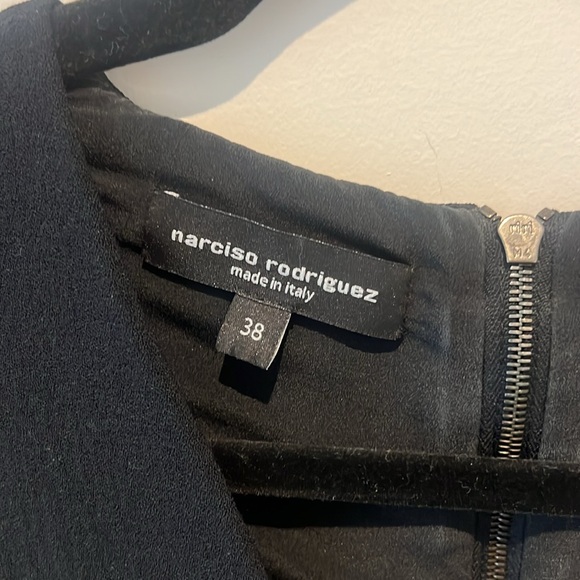 narciso rodriguez
made in italy
38